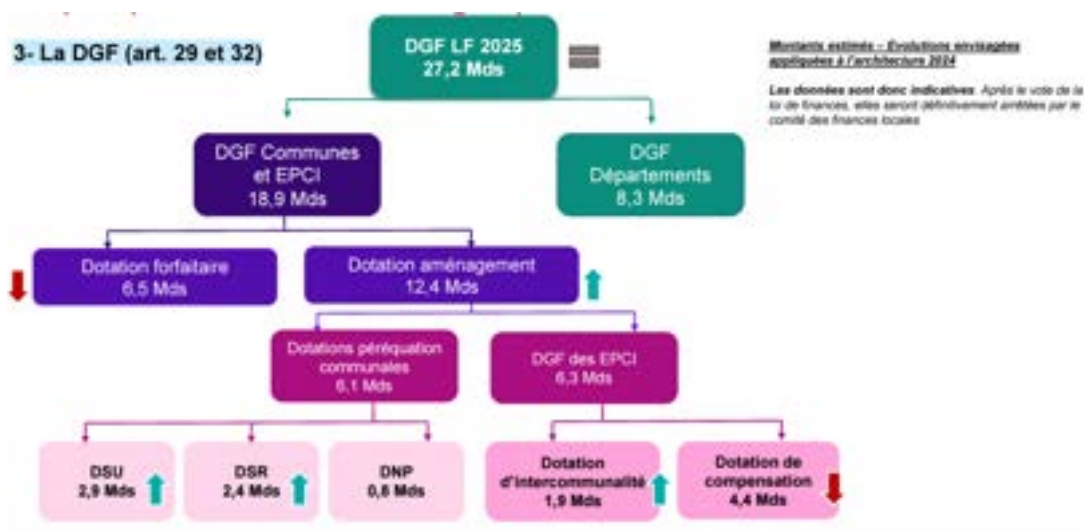 3- La DGF (art. 29 et 32)
DGF LF 2025
27,2 Mds
Montants estimés – Évolutions envisagées
appliquées à l'architecture 2024
Les données sont donc indicatives. Après le vote de la
loi de finances, elles seront définitivement arrêtées par le
comité des finances locales
DGF Communes
et EPCI
18,9 Mds
DGF
Départements
8,3 Mds
Dotation forfaitaire
6,5 Mds
Dotation aménagement
12,4 Mds
Dotations péréquation
communales
6,1 Mds
DGF des EPCI
6,3 Mds
DSU
2,9 Mds
DSR
2,4 Mds
DNP
0,8 Mds
Dotation
d'intercommunalité
1,9 Mds
Dotation de
compensation
4,4 Mds